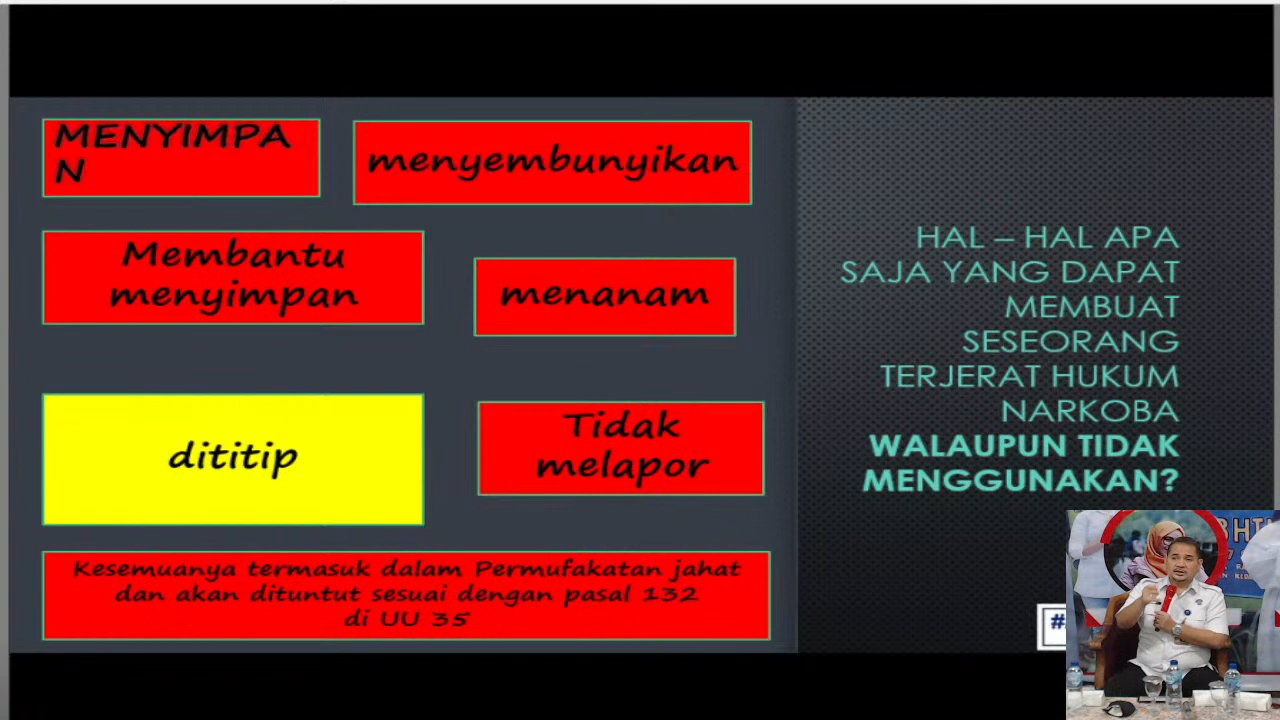 MENYIMPA
N
menyembunyikan
Membantu
menyimpan
menanam
dititip
Tidak
melapor
Kesemuanya termasuk dalam Permufakatan jahat
dan akan dituntut sesuai dengan pasal 132
di UU 35
HAL – HAL APA
SAJA YANG DAPAT
MEMBUAT
SESEORANG
TERJERAT HUKUM
NARKOBA
WALAUPUN TIDAK
MENGGUNAKAN?
#